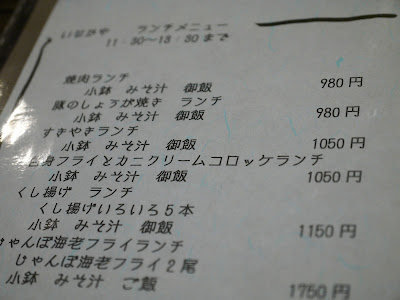 いなかや　ランチメニュー
11：30～13：30まで
焼肉ランチ
小鉢　みそ汁　御飯　980円
豚のしょうが焼き　ランチ
小鉢　みそ汁　御飯　980円
すきやきランチ
小鉢　みそ汁　御飯　1050円
身フライとカニクリームコロッケランチ
小鉢　みそ汁　御飯　1050円
くし揚げ　ランチ
くし揚げいろいろ5本
小鉢　みそ汁　御飯　1150円
じゃんぼ海老フライランチ
じゃんぼ海老フライ2尾
小鉢　みそ汁　ご飯　1750円